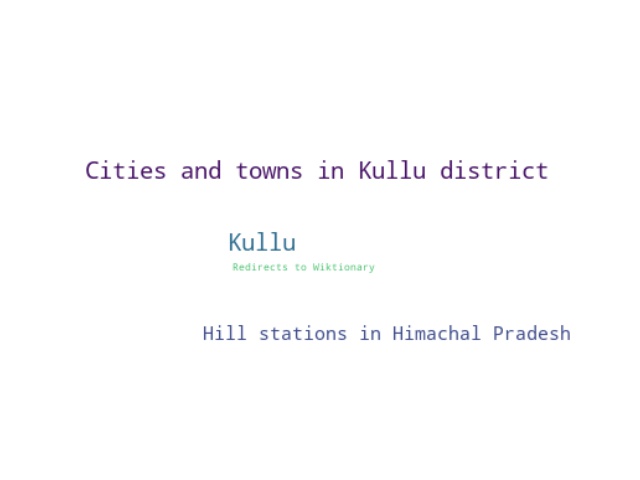 Cities and towns in Kullu district
Kullu
Redirects to Wiktionary
Hill stations in Himachal Pradesh